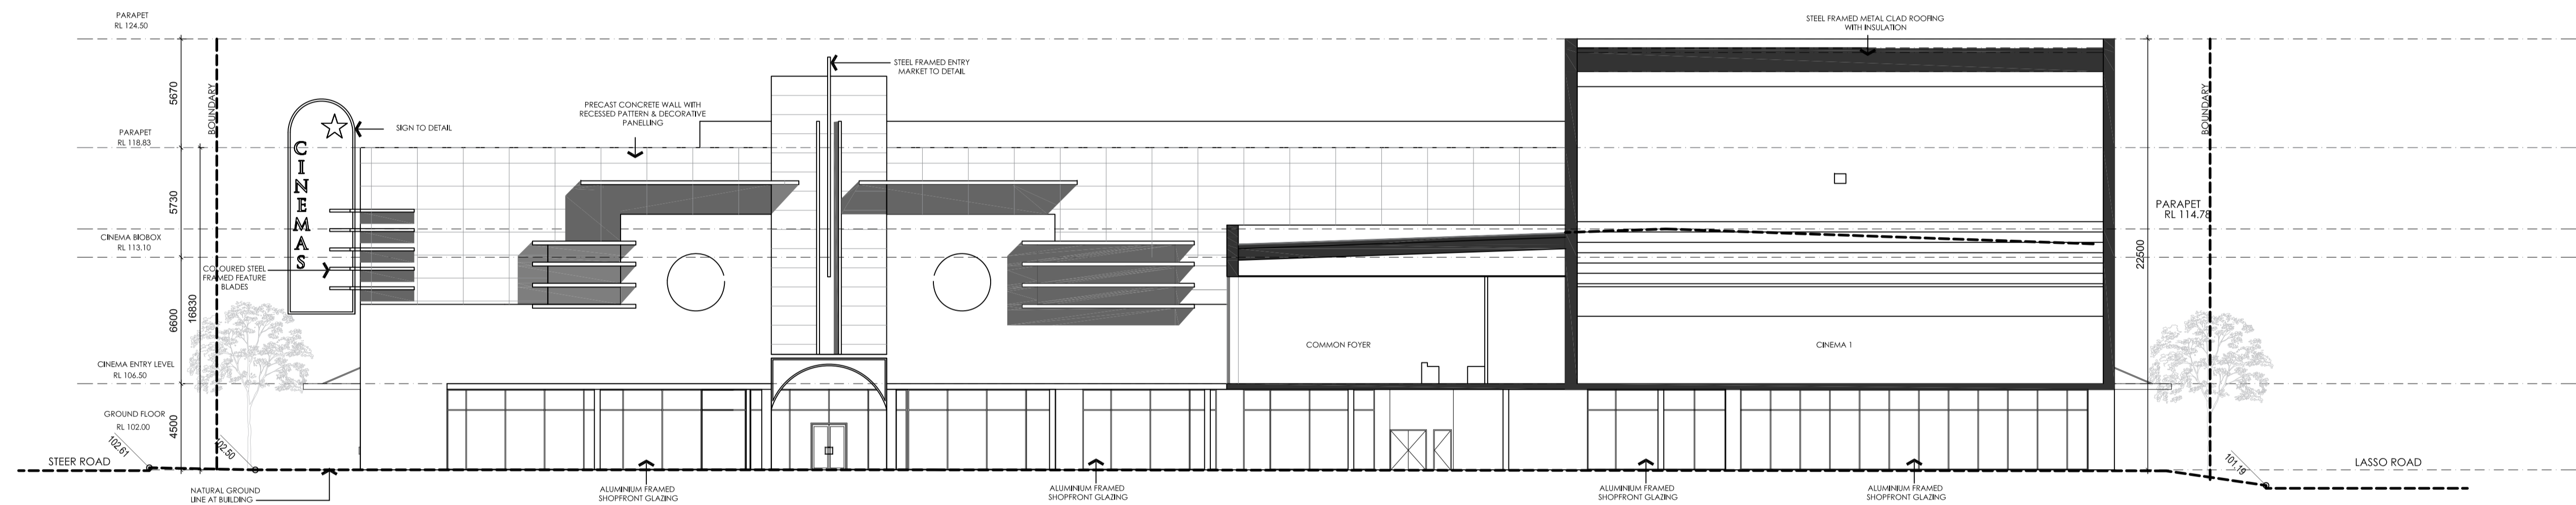 PARAPET
RL 124.50
5670
BOUNDARY
PARAPET
RL 118.83
5730
CINEMA BIOBOX
RL 113.10
COLOURED STEEL
FRAMED FEATURE
BLADES
16830
6600
CINEMA ENTRY LEVEL
RL 106.50
GROUND FLOOR
RL 102.00
4500
102.61
102.50
STEER ROAD
NATURAL GROUND
LINE AT BUILDING
CINEMAS
SIGN TO DETAIL
PRECAST CONCRETE WALL WITH
RECESSED PATTERN & DECORATIVE
PANELLING
STEEL FRAMED ENTRY
MARKET TO DETAIL
STEEL FRAMED METAL CLAD ROOFING
WITH INSULATION
COMMON FOYER
CINEMA 1
ALUMINIUM FRAMED
SHOPFRONT GLAZING
ALUMINIUM FRAMED
SHOPFRONT GLAZING
ALUMINIUM FRAMED
SHOPFRONT GLAZING
ALUMINIUM FRAMED
SHOPFRONT GLAZING
22500
BOUNDARY
PARAPET
RL 114.78
101.19
LASSO ROAD